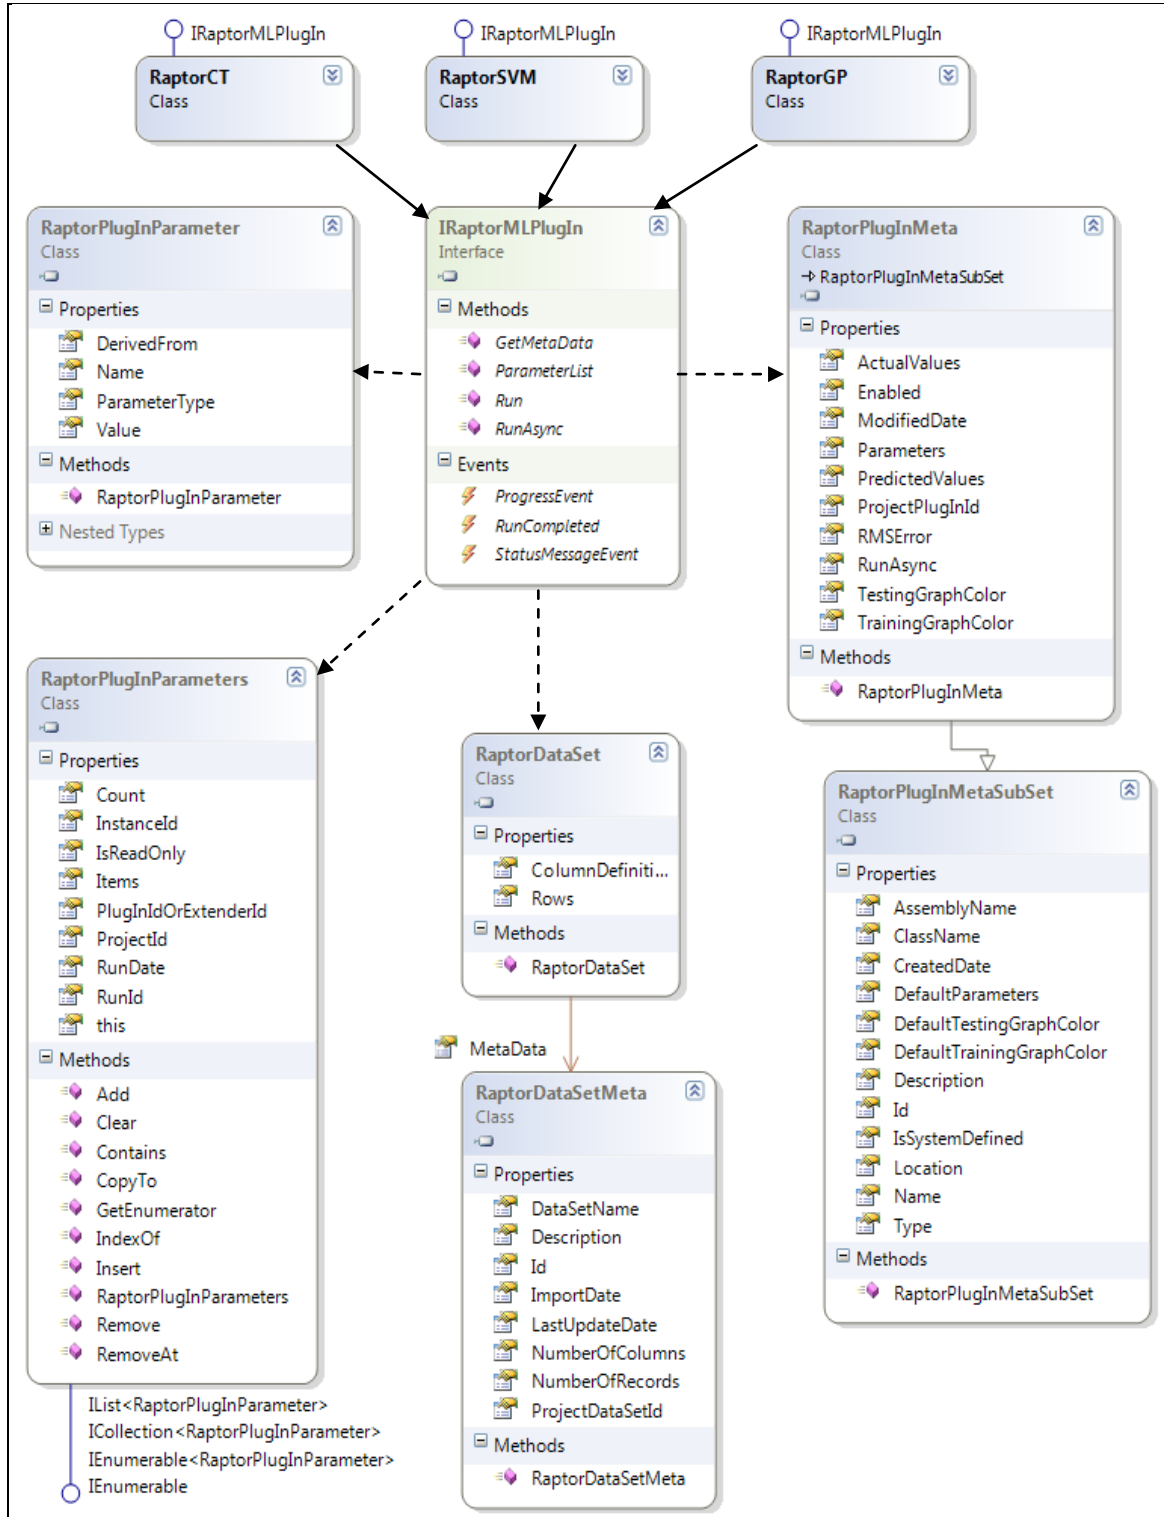 IRaptorMLPlugIn
IRaptorMLPlugIn
IRaptorMLPlugIn
RaptorCT
Class
RaptorSVM
Class
RaptorGP
Class
RaptorPlugInParameter
Class
Properties
DerivedFrom
Name
ParameterType
Value
Methods
RaptorPlugInParameter
Nested Types
IRaptorMLPlugIn
Interface
Methods
GetMetaData
ParameterList
Run
RunAsync
Events
ProgressEvent
RunCompleted
StatusMessageEvent
RaptorPlugInMeta
Class
RaptorPlugInMetaSubSet
Properties
ActualValues
Enabled
ModifiedDate
Parameters
PredictedValues
ProjectPlugInId
RMSError
RunAsync
TestingGraphColor
TrainingGraphColor
Methods
RaptorPlugInMeta
RaptorPlugInParameters
Class
Properties
Count
InstanceId
IsReadOnly
Items
PlugInIdOrExtenderId
ProjectId
RunDate
RunId
this
Methods
Add
Clear
Contains
CopyTo
GetEnumerator
IndexOf
Insert
RaptorPlugInParameters
Remove
RemoveAt
IList<RaptorPlugInParameter>
ICollection<RaptorPlugInParameter>
IEnumerable<RaptorPlugInParameter>
IEnumerable
RaptorDataSet
Class
Properties
ColumnDefiniti...
Rows
Methods
RaptorDataSet
MetaData
RaptorDataSetMeta
Class
Properties
DataSetName
Description
Id
ImportDate
LastUpdateDate
NumberOfColumns
NumberOfRecords
ProjectDataSetId
Methods
RaptorDataSetMeta
RaptorPlugInMetaSubSet
Class
Properties
AssemblyName
ClassName
CreatedDate
DefaultParameters
DefaultTestingGraphColor
DefaultTrainingGraphColor
Description
Id
IsSystemDefined
Location
Name
Type
Methods
RaptorPlugInMetaSubSet